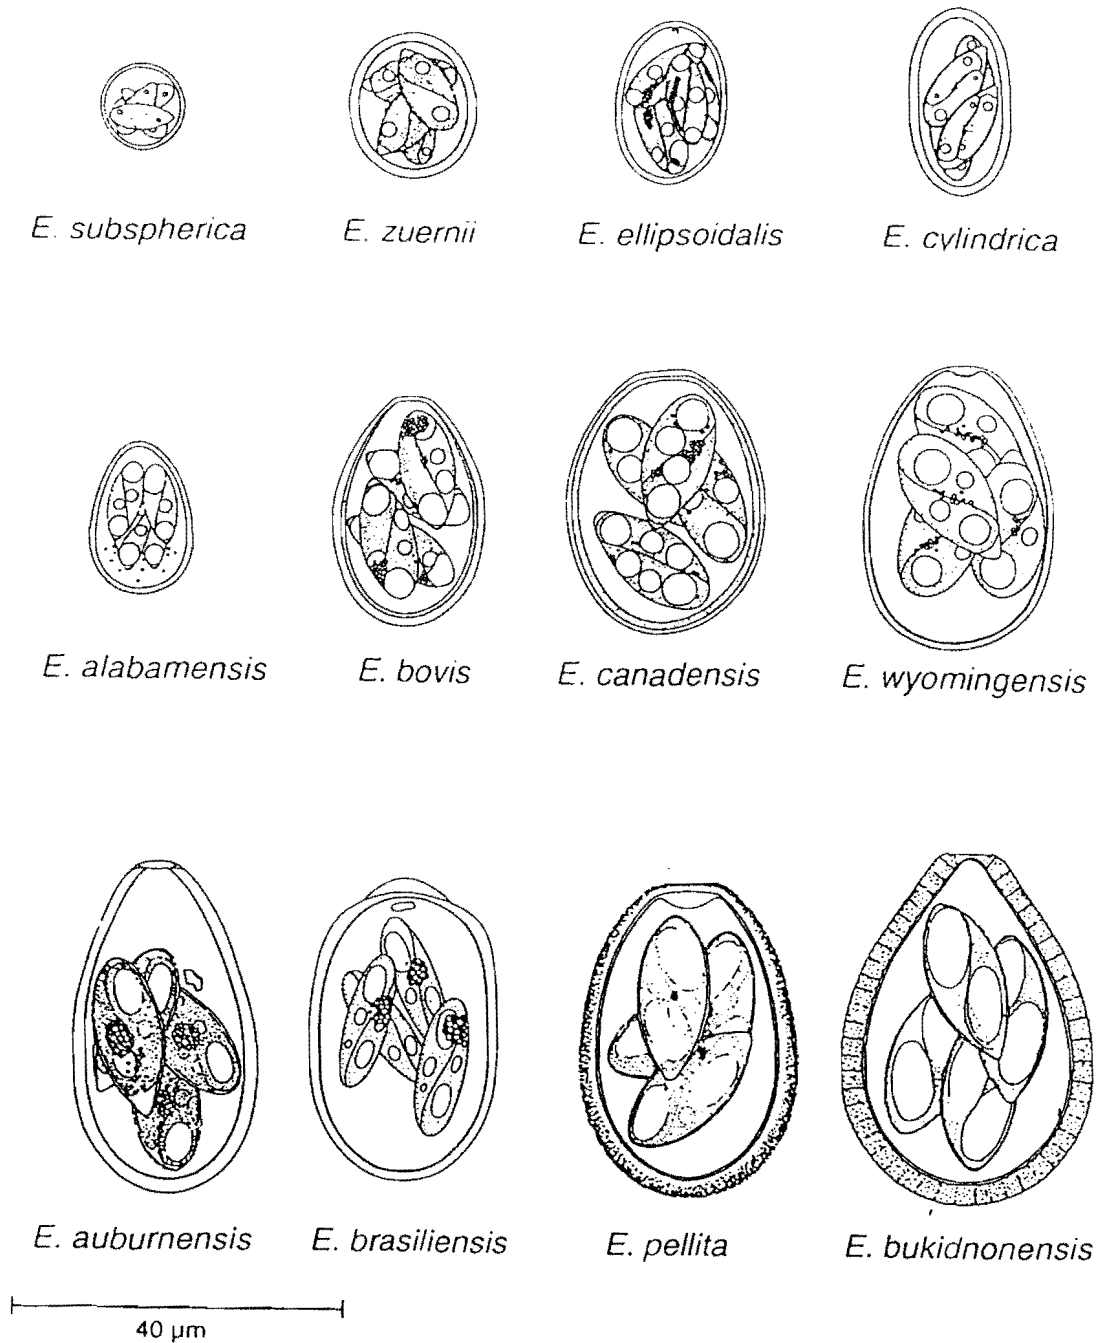 E. subspherica
E. zuernii
E. ellipsoidalis
E. cylindrica
E. alabamensis
E. bovis
E. canadensis
E. wyomingensis
E. auburnensis
E. brasiliensis
E. pellita
E. bukidnonensis
40 µm